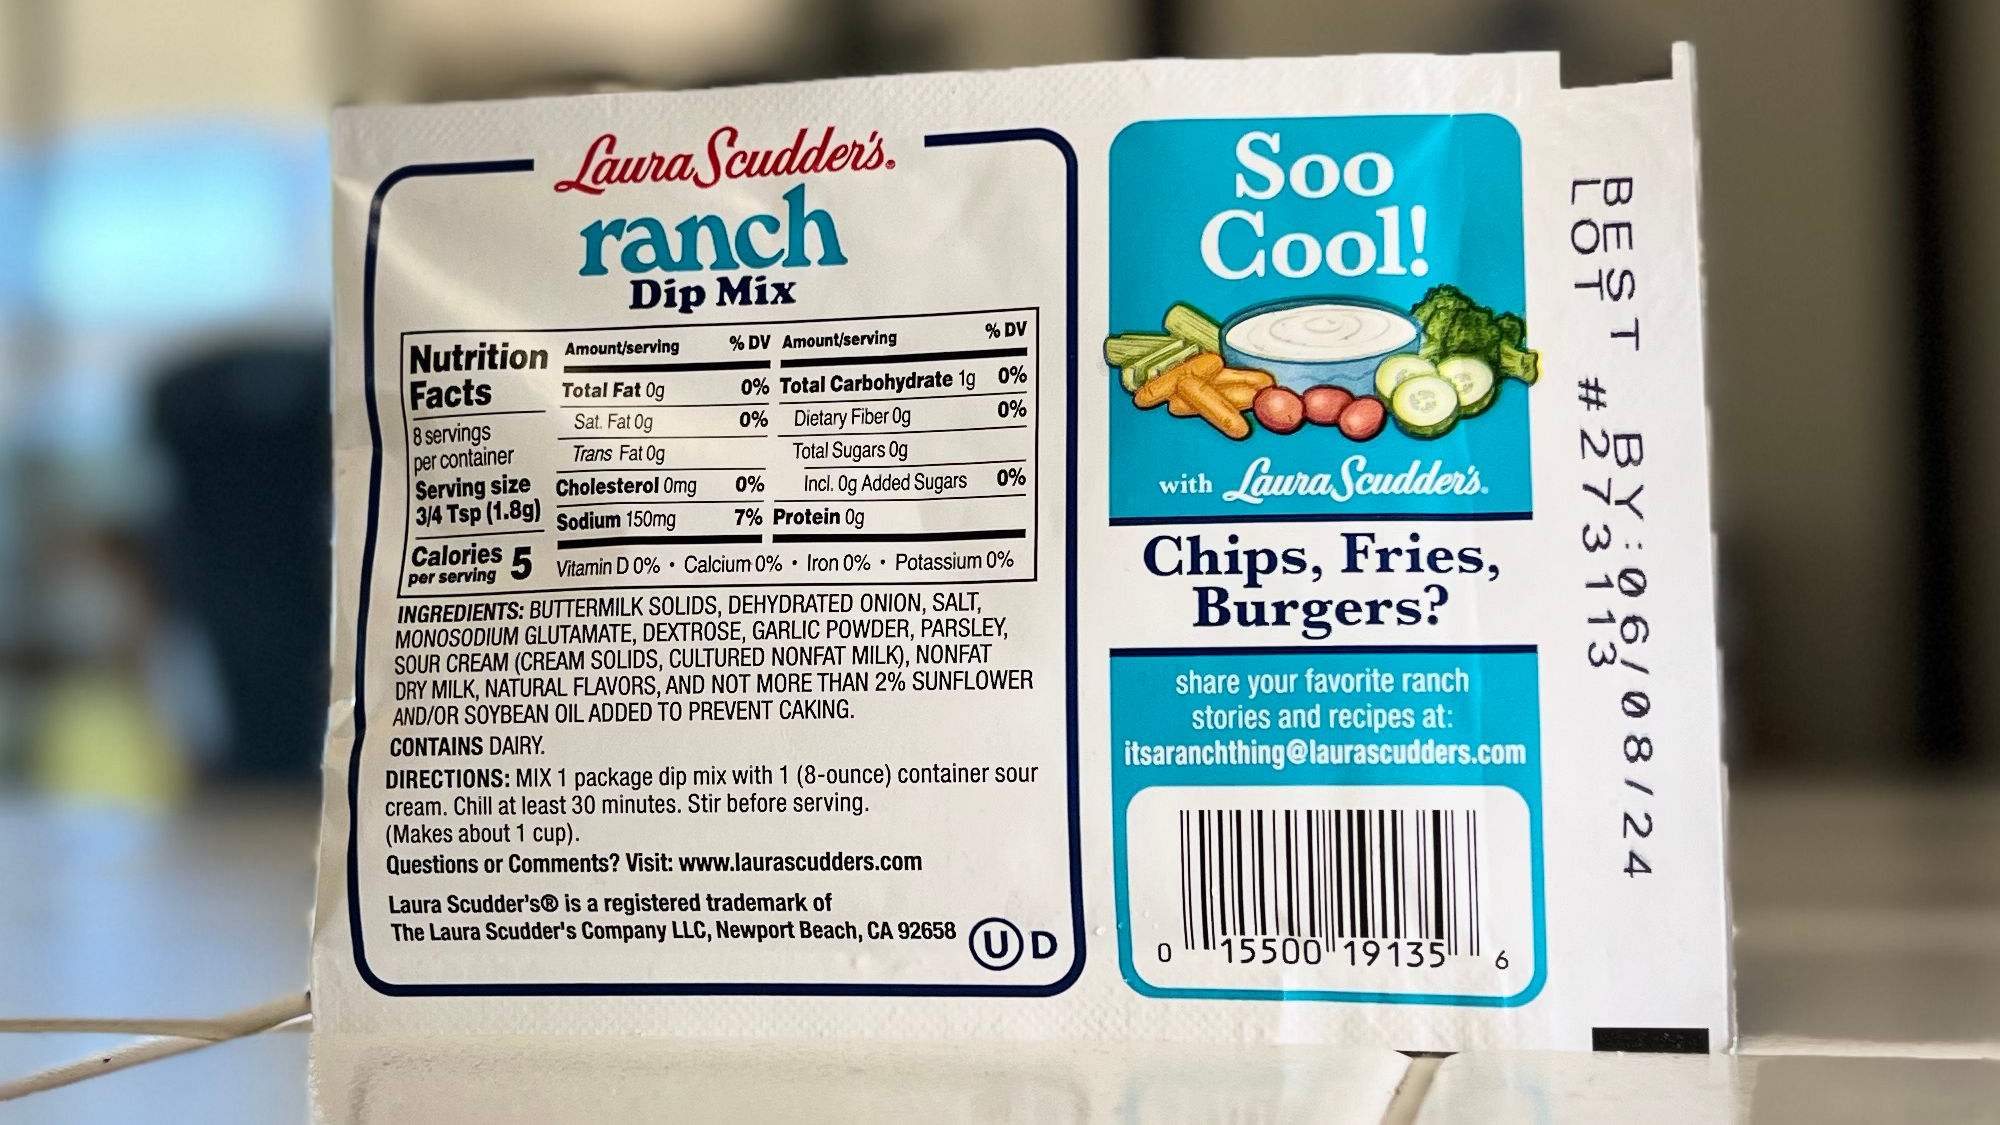 Laura Scudder's®
ranch
Dip Mix
Nutrition
Facts
8 servings
per container
Serving size
3/4 Tsp (1.8g)
Calories 5
per serving
Amount/serving % DV
Total Fat 0g 0%
Sat. Fat 0g 0%
Trans Fat 0g
Cholesterol 0mg 0%
Sodium 150mg 7%
Amount/serving % DV
Total Carbohydrate 1g 0%
Dietary Fiber 0g 0%
Total Sugars 0g
Incl. 0g Added Sugars 0%
Protein 0g
Vitamin D 0% • Calcium 0% • Iron 0% • Potassium 0%
INGREDIENTS: BUTTERMILK SOLIDS, DEHYDRATED ONION, SALT,
MONOSODIUM GLUTAMATE, DEXTROSE, GARLIC POWDER, PARSLEY,
SOUR CREAM (CREAM SOLIDS, CULTURED NONFAT MILK), NONFAT
DRY MILK, NATURAL FLAVORS, AND NOT MORE THAN 2% SUNFLOWER
AND/OR SOYBEAN OIL ADDED TO PREVENT CAKING.
CONTAINS DAIRY.
DIRECTIONS: MIX 1 package dip mix with 1 (8-ounce) container sour
cream. Chill at least 30 minutes. Stir before serving.
(Makes about 1 cup).
Questions or Comments? Visit: www.laurascudders.com
Laura Scudder's® is a registered trademark of
The Laura Scudder's Company LLC, Newport Beach, CA 92658
U D
Soo
Cool!
with Laura Scudder's®
Chips, Fries,
Burgers?
share your favorite ranch
stories and recipes at:
itsaranchthing@laurascudders.com
0 15500 19135 6
BEST BY:06/08/24
LOT #273113